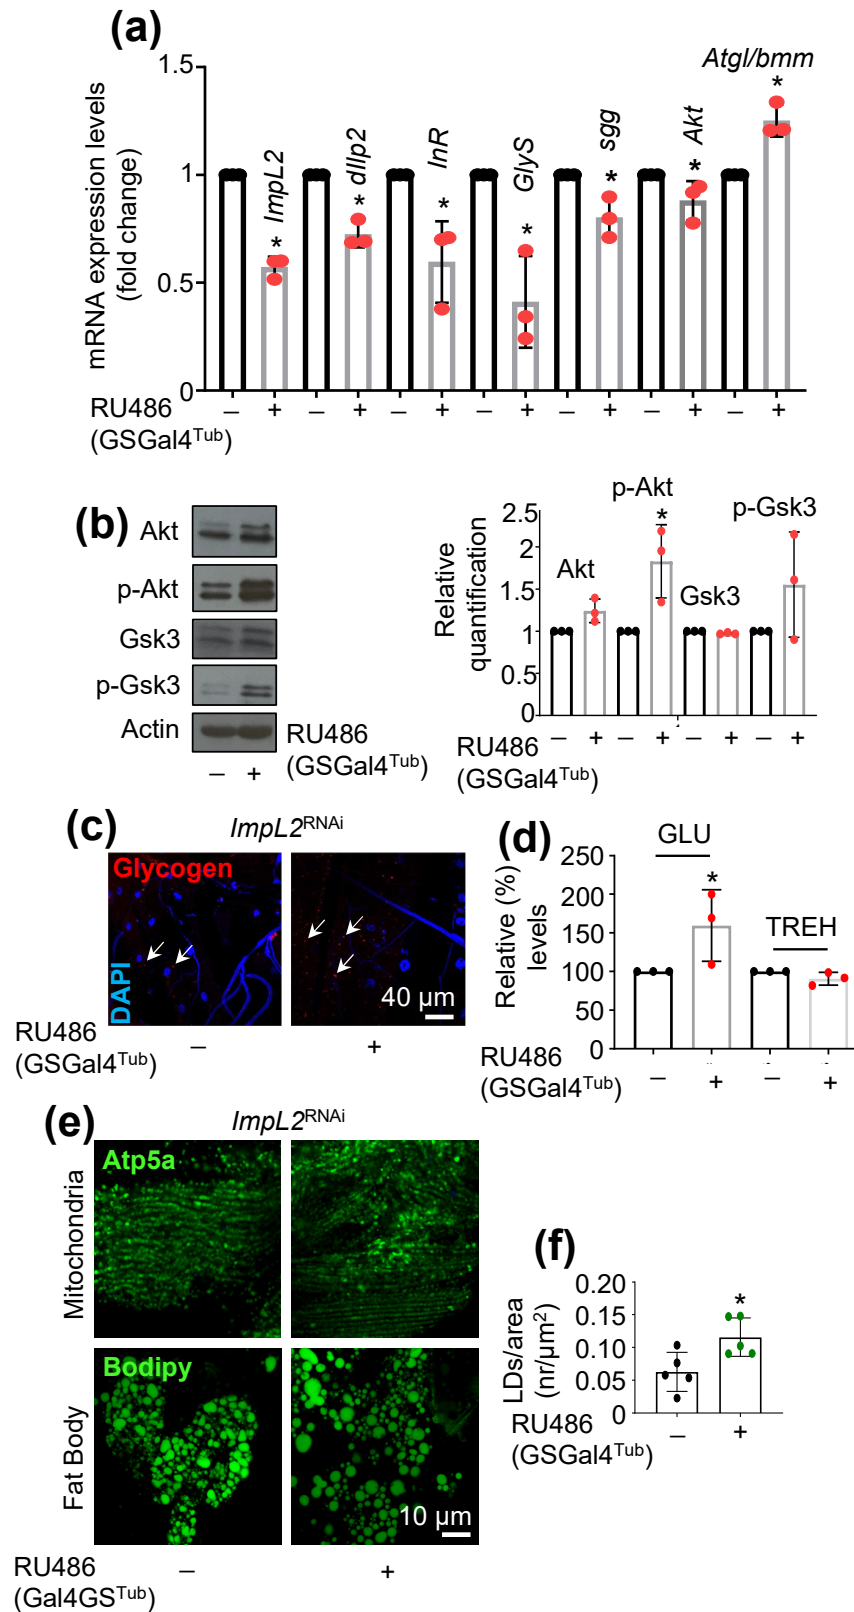 (a)
mRNA expression levels
(fold change)
1.5
1
0.5
0
ImpL2
dIlp2
InR
GlyS
sgg
Akt
Atgl/bmm
* * * * * * *
RU486
(GSGal4Tub)
– + – + – + – + – + – + – +
(b)
Akt
p-Akt
Gsk3
p-Gsk3
Actin
– +
RU486
(GSGal4Tub)
Relative
quantification
2.5
2
1.5
1
0.5
0
Akt
p-Akt
Gsk3
p-Gsk3
*
RU486
(GSGal4Tub)
– + – + – + – +
(c)
ImpL2RNAi
Glycogen
DAPI
40 µm
RU486
(GSGal4Tub)
– +
(d)
Relative (%)
levels
250
200
150
100
50
0
GLU
TREH
*
RU486
(GSGal4Tub)
– + – +
(e)
ImpL2RNAi
Mitochondria
Atp5a
Fat Body
Bodipy
10 µm
RU486
(Gal4GSTub)
– +
(f)
LDs/area
(nr/µm2)
0.20
0.15
0.10
0.05
0
*
RU486
(GSGal4Tub)
– +